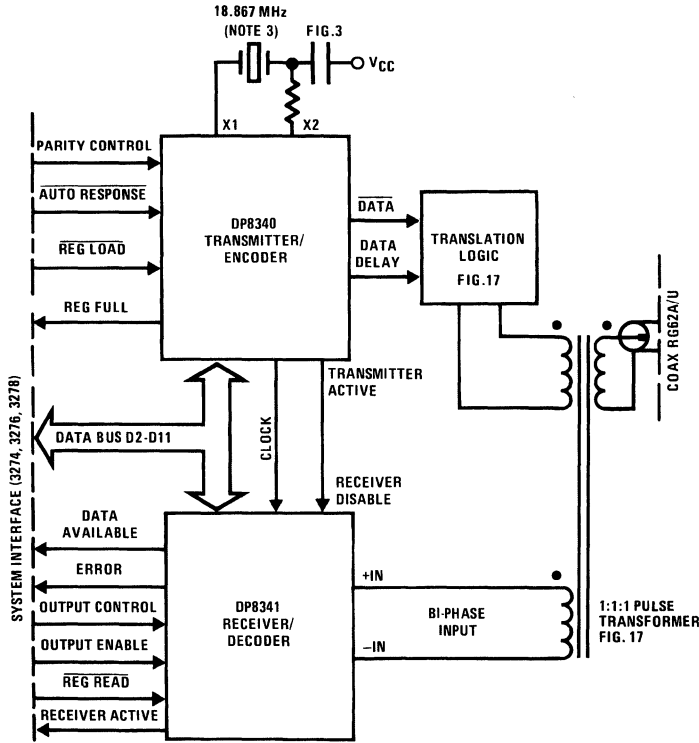 18.867 MHz
(NOTE 3)
FIG.3
VCC
X1
X2
PARITY CONTROL
AUTO RESPONSE
REG LOAD
REG FULL
DP8340
TRANSMITTER/
ENCODER
DATA
DATA
DELAY
TRANSLATION
LOGIC
FIG.17
COAX RG62A/U
TRANSMITTER
ACTIVE
CLOCK
RECEIVER
DISABLE
DATA BUS D2-D11
SYSTEM INTERFACE (3274, 3276, 3278)
DATA
AVAILABLE
ERROR
OUTPUT CONTROL
OUTPUT ENABLE
REG READ
RECEIVER ACTIVE
DP8341
RECEIVER/
DECODER
+IN
BI-PHASE
INPUT
–IN
1:1:1 PULSE
TRANSFORMER
FIG. 17